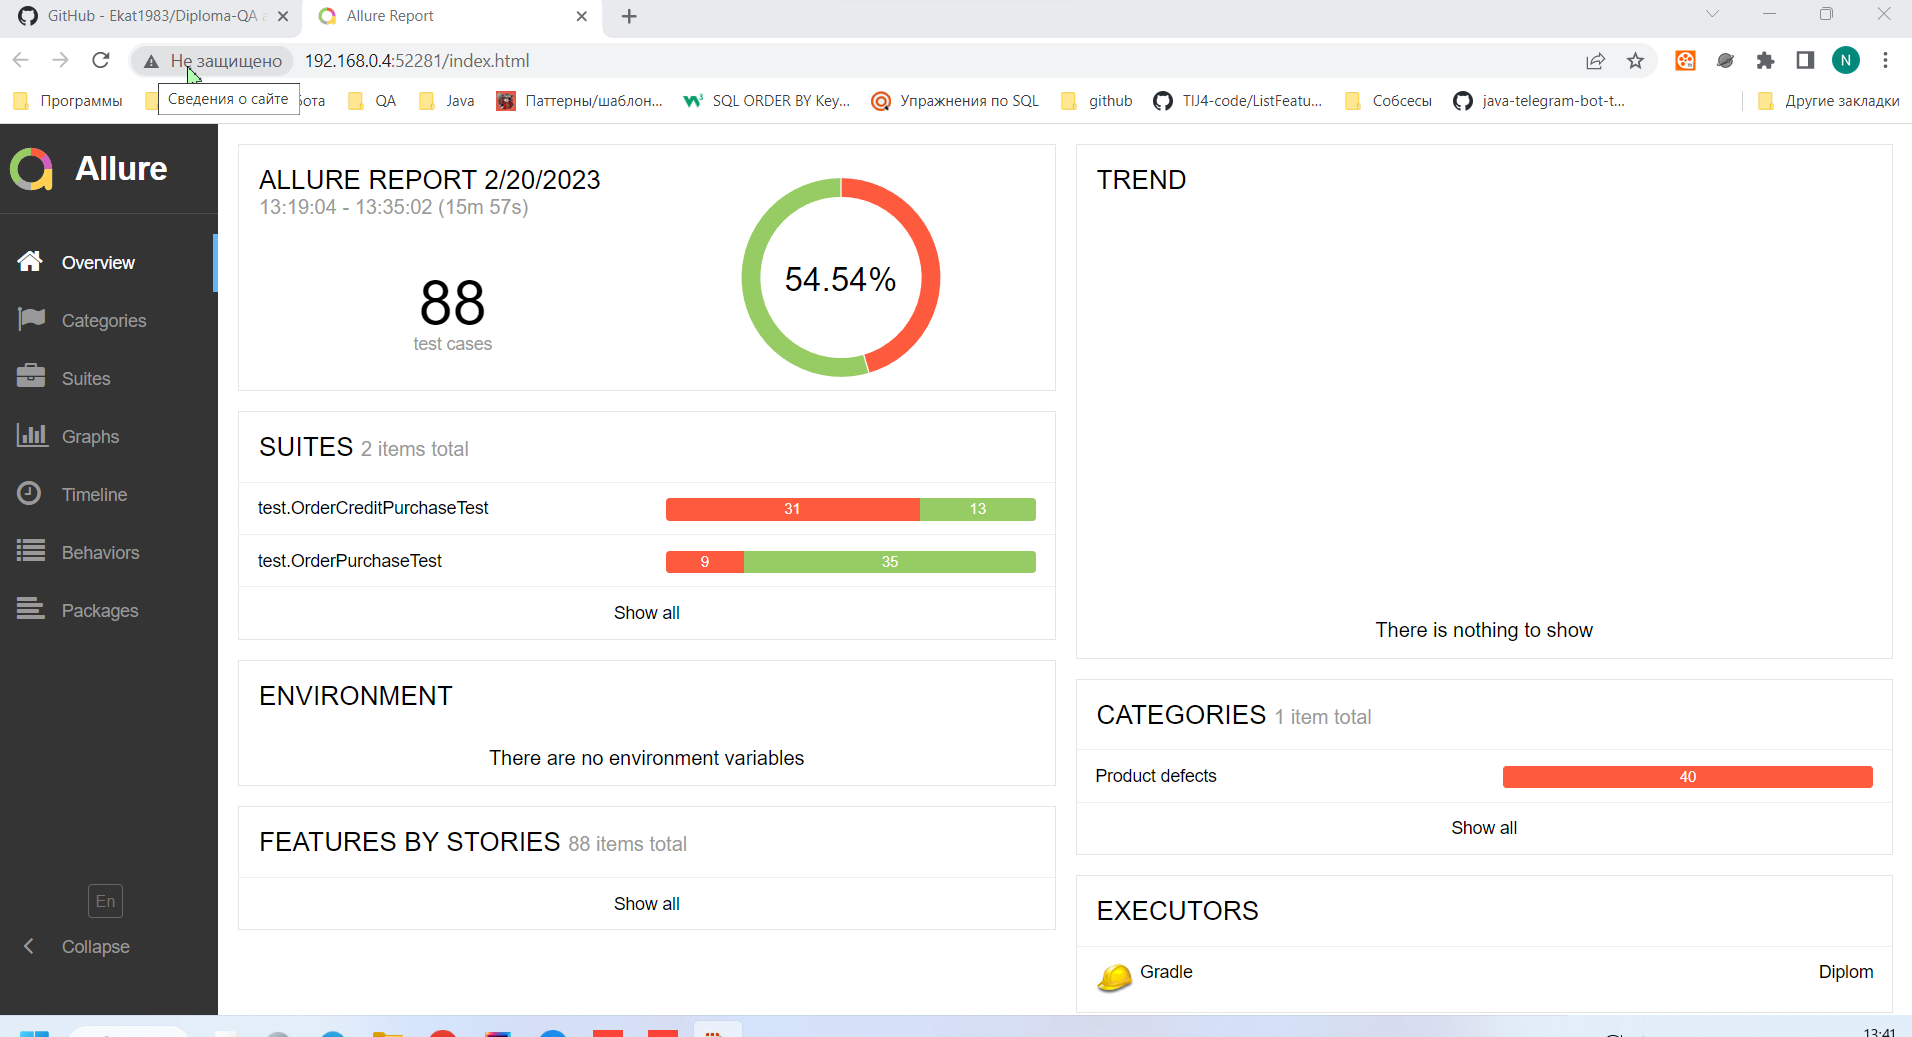 GitHub - Ekat1983/Diploma-QA
Allure Report
Не защищено
192.168.0.4:52281/index.html
N
Программы
Сведения о сайте
ота
QA
Java
Паттерны/шаблон...
SQL ORDER BY Key...
Упражнения по SQL
github
TIJ4-code/ListFeatu...
Собсесы
java-telegram-bot-t...
Другие закладки
Allure
Overview
Categories
Suites
Graphs
Timeline
Behaviors
Packages
En
Collapse
ALLURE REPORT 2/20/2023
13:19:04 - 13:35:02 (15m 57s)
88
test cases
54.54%
SUITES 2 items total
test.OrderCreditPurchaseTest 31 13
test.OrderPurchaseTest 9 35
Show all
ENVIRONMENT
There are no environment variables
FEATURES BY STORIES 88 items total
Show all
TREND
There is nothing to show
CATEGORIES 1 item total
Product defects 40
Show all
EXECUTORS
Gradle Diplom
13:41